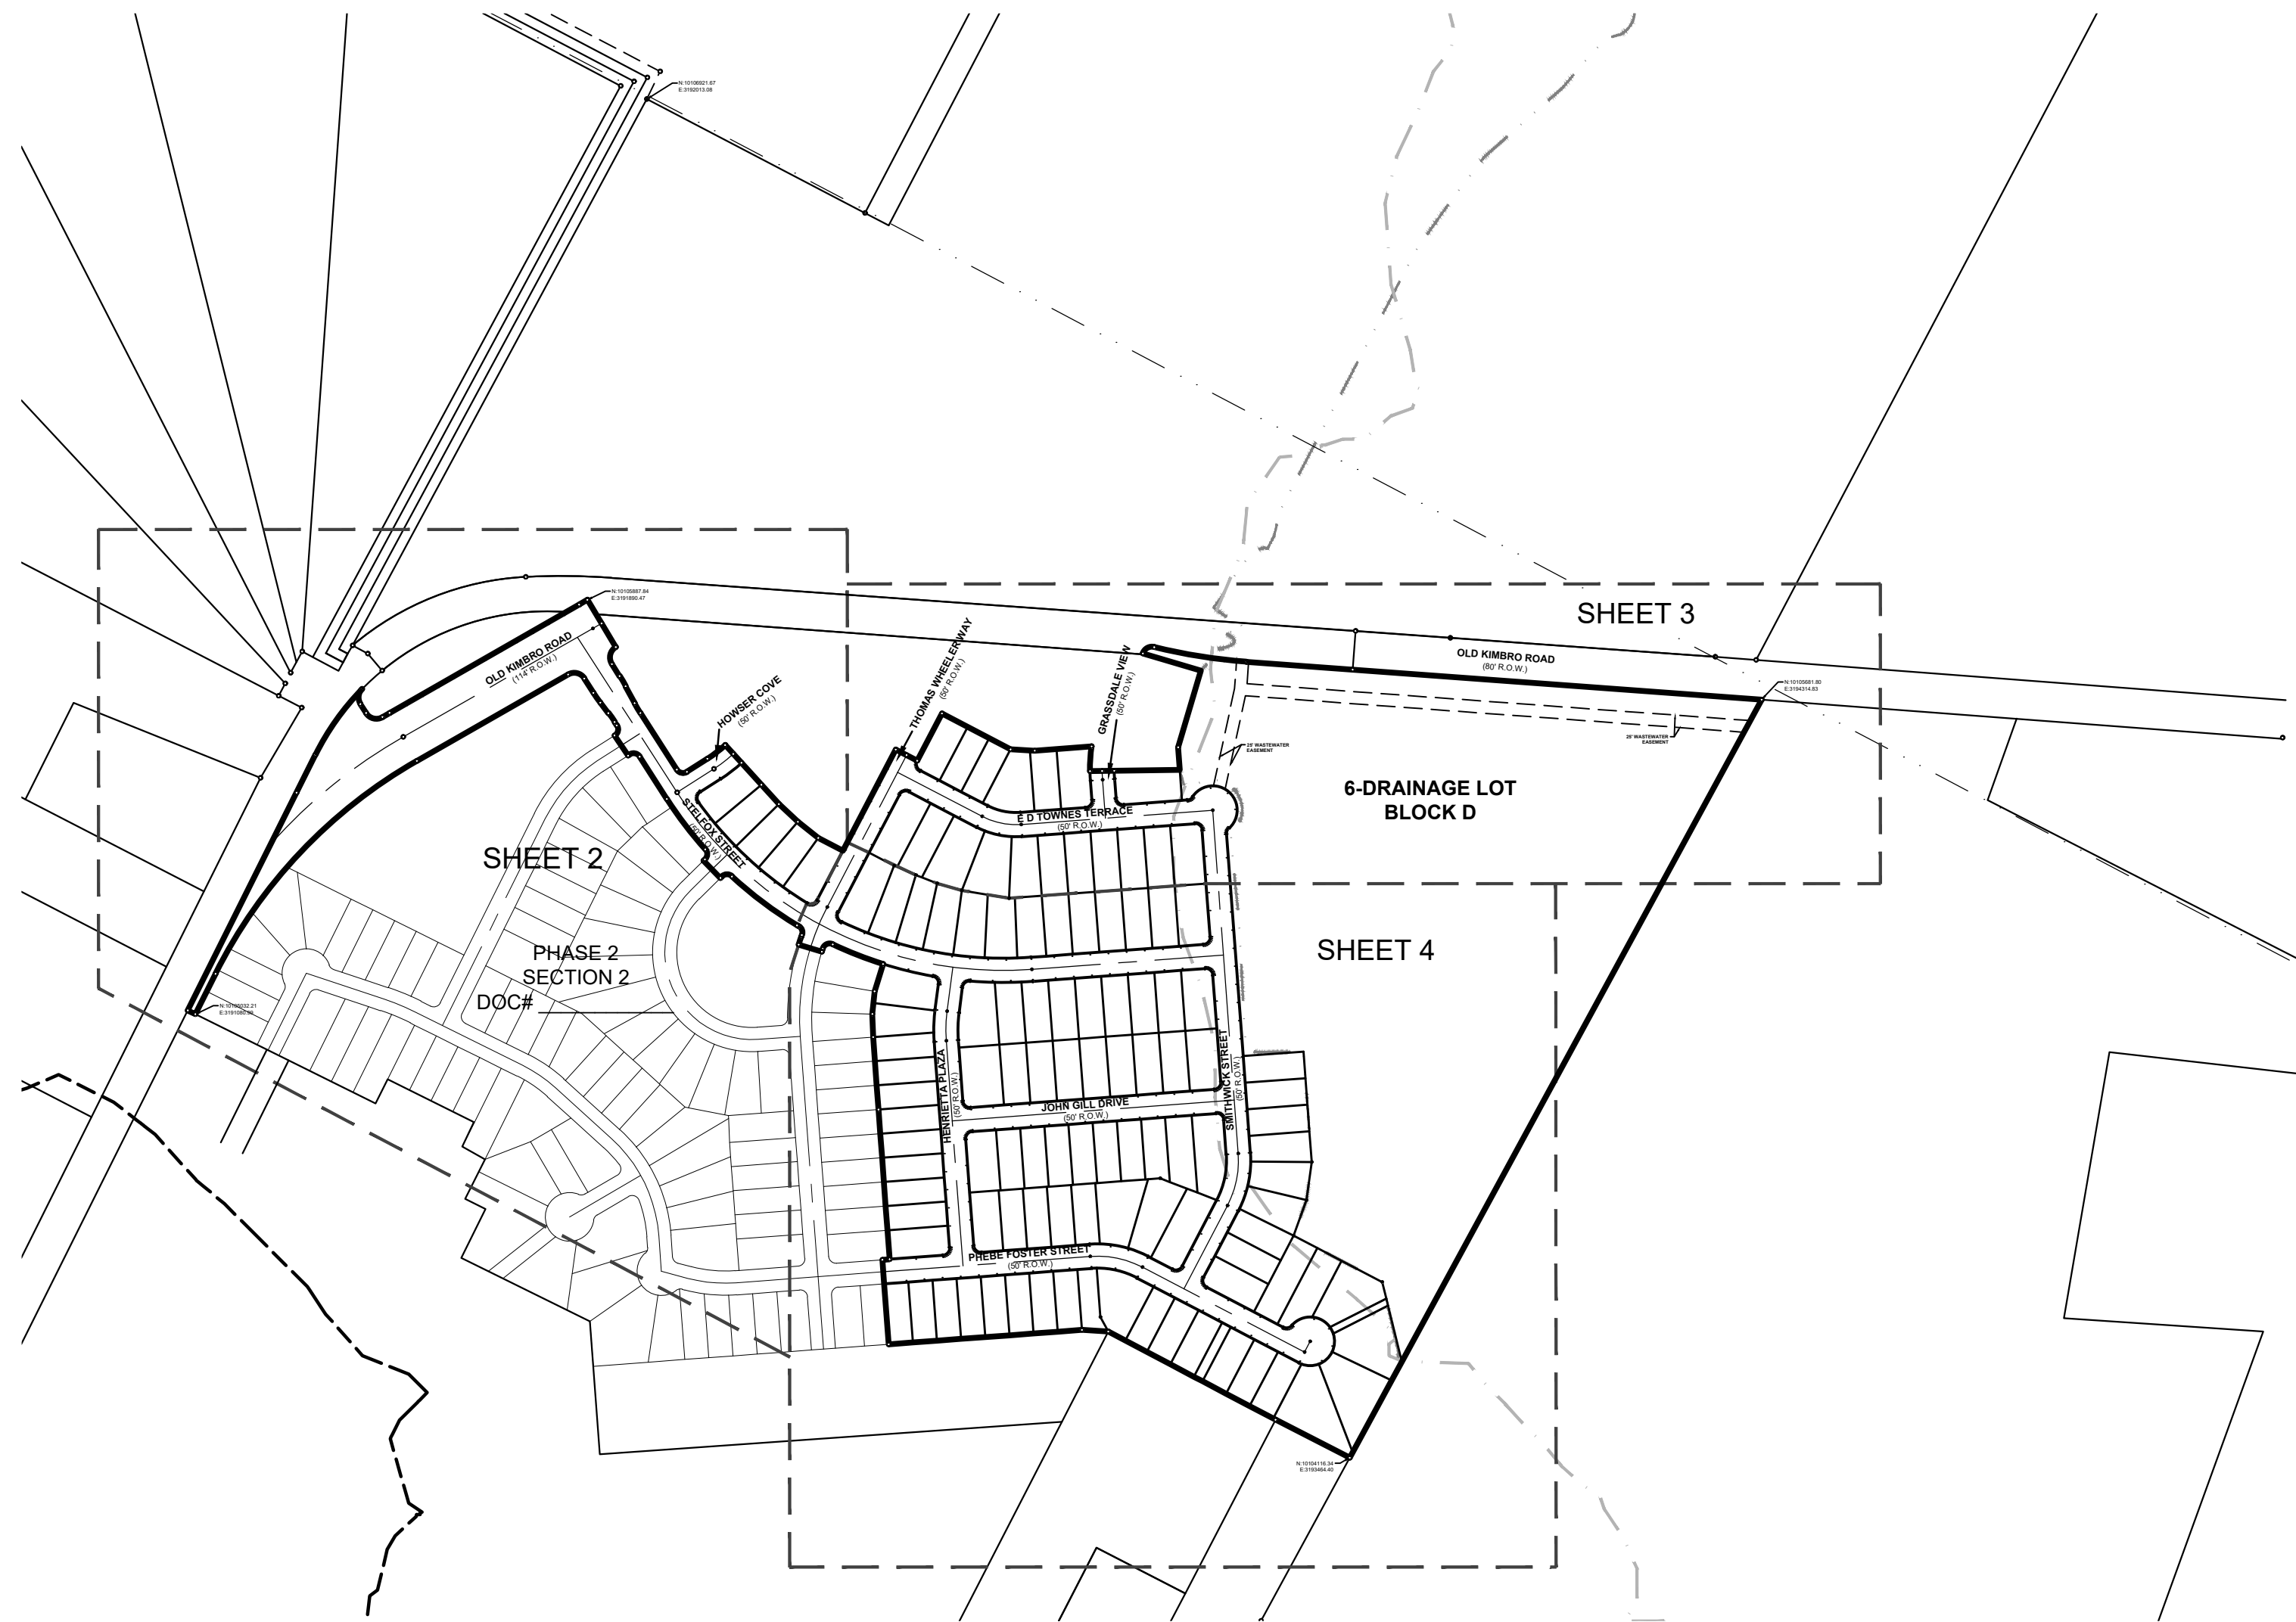 N:10106921.67
E:3192013.08
N:10105887.84
E:3191890.47
SHEET 3
OLD KIMBRO ROAD
(114' R.O.W.)
THOMAS WHEELER WAY
(50' R.O.W.)
GRASSDALE VIEW
(50' R.O.W.)
OLD KIMBRO ROAD
(80' R.O.W.)
N:10105681.80
E:3194314.83
HOWSER COVE
(50' R.O.W.)
25' WASTEWATER
EASEMENT
25' WASTEWATER
EASEMENT
6-DRAINAGE LOT
BLOCK D
STELFOX STREET
(50' R.O.W.)
E D TOWNES TERRACE
(50' R.O.W.)
SHEET 2
PHASE 2
SECTION 2
DOC#
SHEET 4
E:3191080.99
HENRIETTA PLAZA
(50' R.O.W.)
JOHN GILL DRIVE
(50' R.O.W.)
SMITHWICK STREET
(50' R.O.W.)
PHEBE FOSTER STREET
(50' R.O.W.)
N:10104116.34
E:3193464.40